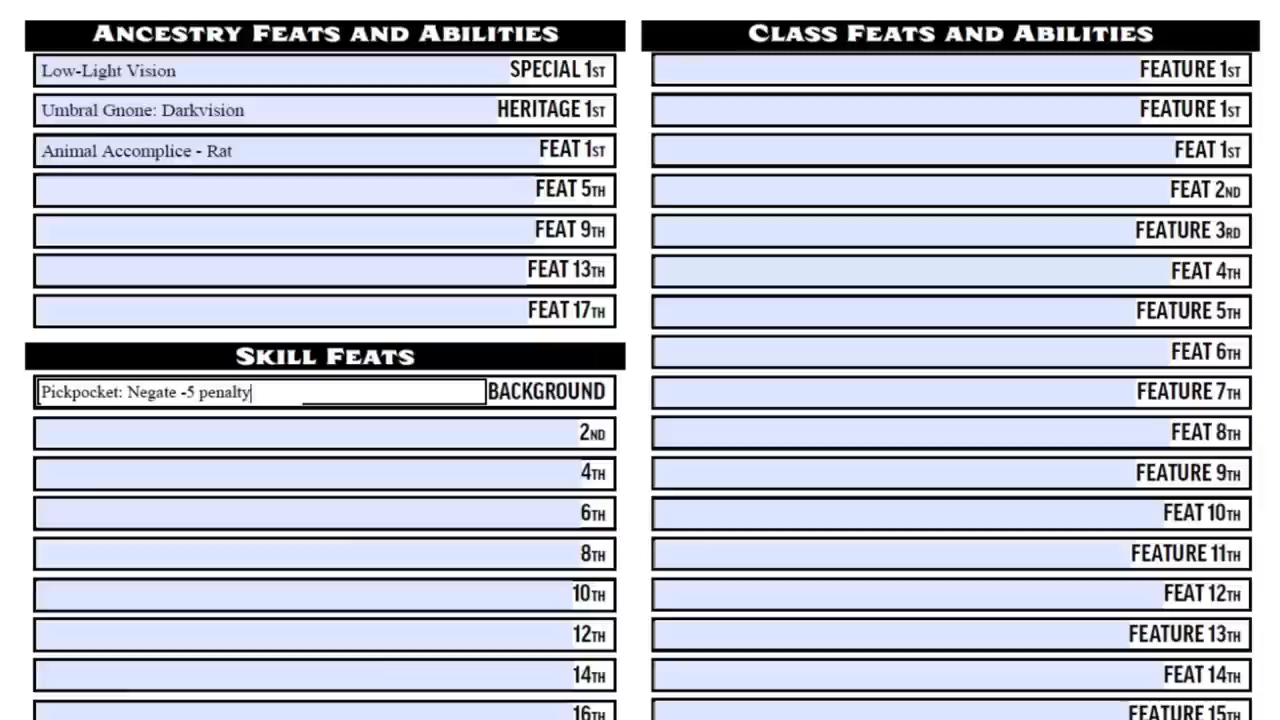 ANCESTRY FEATS AND ABILITIES
Low-Light Vision SPECIAL 1ST
Umbral Gnone: Darkvision HERITAGE 1ST
Animal Accomplice - Rat FEAT 1ST
FEAT 5TH
FEAT 9TH
FEAT 13TH
FEAT 17TH
SKILL FEATS
Pickpocket: Negate -5 penalty BACKGROUND
2ND
4TH
6TH
8TH
10TH
12TH
14TH
16TH
CLASS FEATS AND ABILITIES
FEATURE 1ST
FEATURE 1ST
FEAT 1ST
FEAT 2ND
FEATURE 3RD
FEAT 4TH
FEATURE 5TH
FEAT 6TH
FEATURE 7TH
FEAT 8TH
FEATURE 9TH
FEAT 10TH
FEATURE 11TH
FEAT 12TH
FEATURE 13TH
FEAT 14TH
FEATURE 15TH